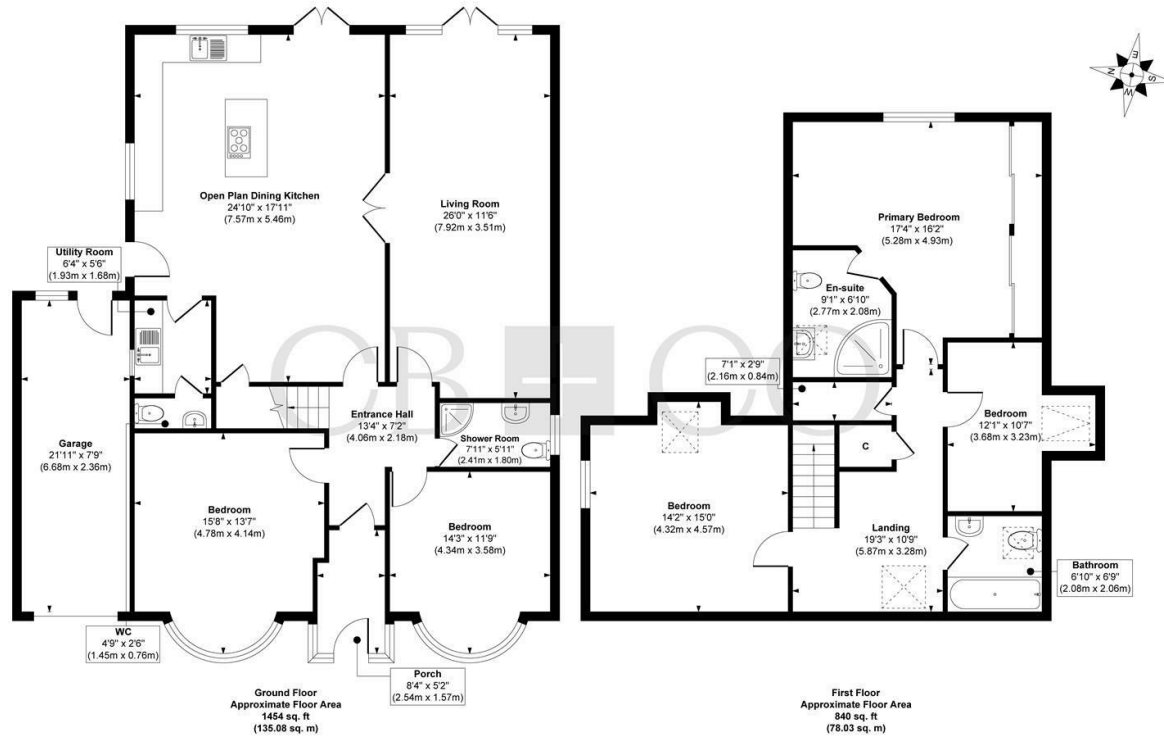 Open Plan Dining Kitchen
24'10" x 17'11"
(7.57m x 5.46m)
Living Room
26'0" x 11'6"
(7.92m x 3.51m)
Utility Room
6'4" x 5'6"
(1.93m x 1.68m)
Garage
21'11" x 7'9"
(6.68m x 2.36m)
Entrance Hall
13'4" x 7'2"
(4.06m x 2.18m)
Shower Room
7'11" x 5'11"
(2.41m x 1.80m)
Bedroom
15'8" x 13'7"
(4.78m x 4.14m)
Bedroom
14'3" x 11'9"
(4.34m x 3.58m)
WC
4'9" x 2'6"
(1.45m x 0.76m)
Porch
8'4" x 5'2"
(2.54m x 1.57m)
Ground Floor
Approximate Floor Area
1454 sq. ft
(135.08 sq. m)
N
E
S
W
Primary Bedroom
17'4" x 16'2"
(5.28m x 4.93m)
En-suite
9'1" x 6'10"
(2.77m x 2.08m)
7'1" x 2'9"
(2.16m x 0.84m)
Bedroom
12'1" x 10'7"
(3.68m x 3.23m)
C
Bedroom
14'2" x 15'0"
(4.32m x 4.57m)
Landing
19'3" x 10'9"
(5.87m x 3.28m)
Bathroom
6'10" x 6'9"
(2.08m x 2.06m)
First Floor
Approximate Floor Area
840 sq. ft
(78.03 sq. m)
CB + CO